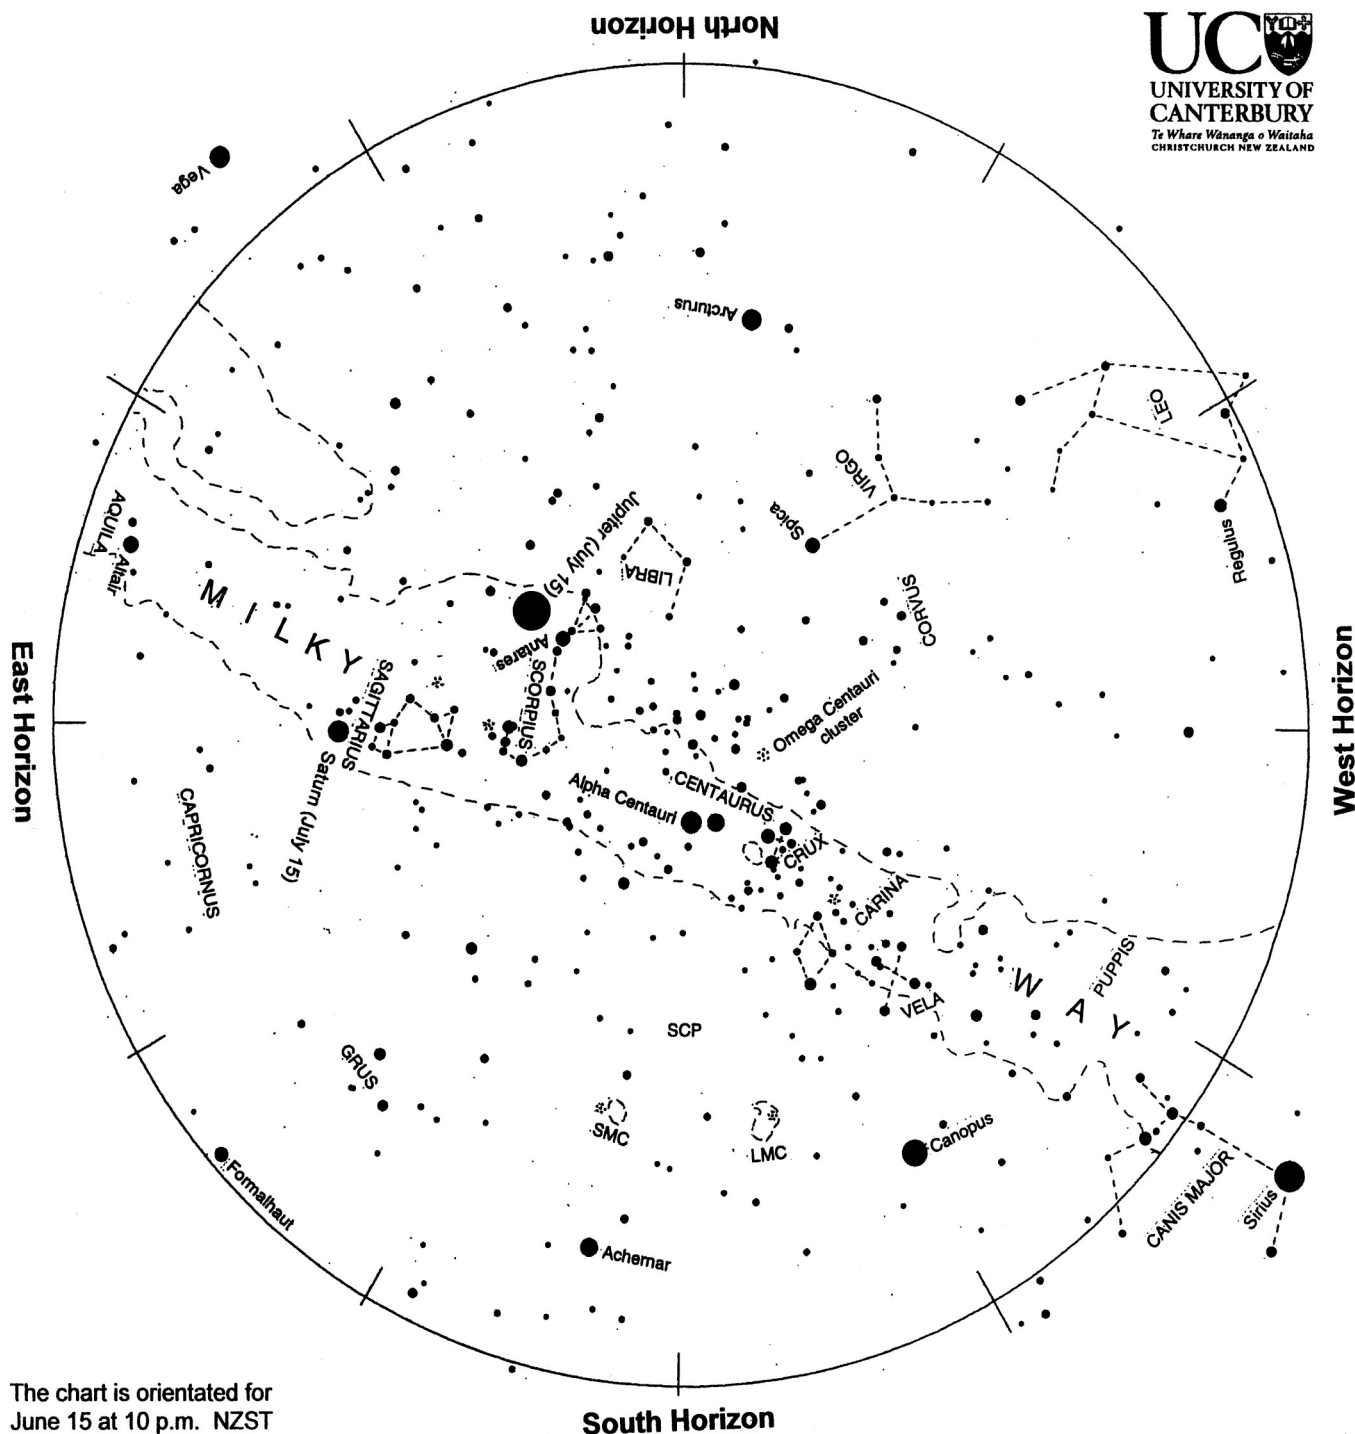 North Horizon
UC
UNIVERSITY OF
CANTERBURY
Te Whare Wānanga o Waitaha
CHRISTCHURCH NEW ZEALAND
Vega
Arcturus
LEO
VIRGO
Spica
Regulus
AQUILA
Altair
Jupiter (July 15)
LIBRA
CORVUS
MILKY
Antares
SCORPIUS
SAGITTARIUS
Omega Centauri
cluster
East Horizon
West Horizon
Saturn (July 15)
CAPRICORNUS
Alpha Centauri
CENTAURUS
CRUX
CARINA
PUPPIS
WAY
VELA
SCP
GRUS
SMC
LMC
Canopus
Formalhaut
CANIS MAJOR
Sirius
Achernar
The chart is orientated for
June 15 at 10 p.m. NZST
South Horizon